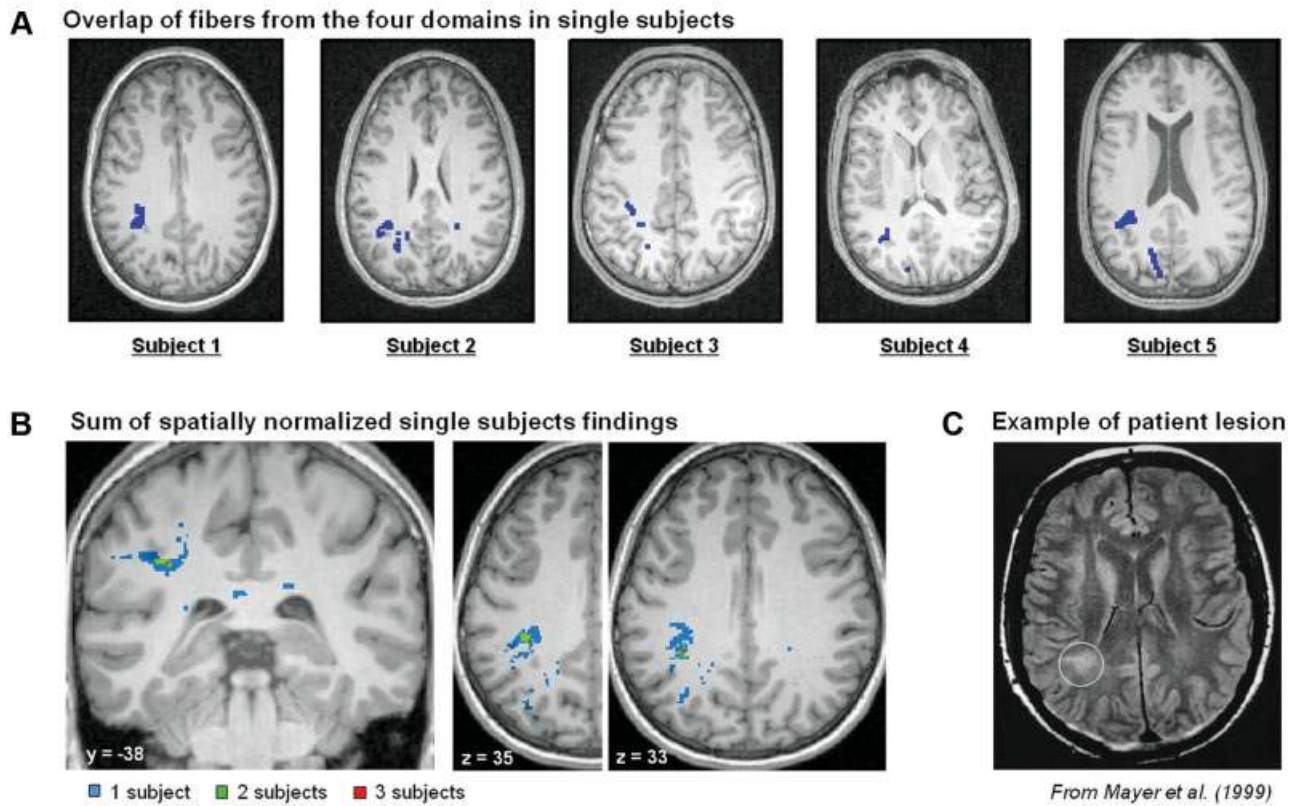 A Overlap of fibers from the four domains in single subjects
Subject 1 Subject 2 Subject 3 Subject 4 Subject 5
B Sum of spatially normalized single subjects findings
C Example of patient lesion
y = -38 z = 35 z = 33
1 subject 2 subjects 3 subjects
From Mayer et al. (1999)